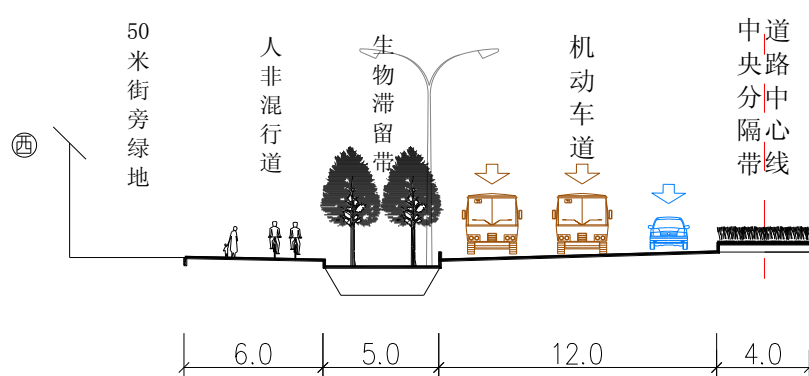 50米街旁绿地
人非混行道
生物滞留带
机动车道
中央分隔带
道路中心线
西
6.0
5.0
12.0
4.0